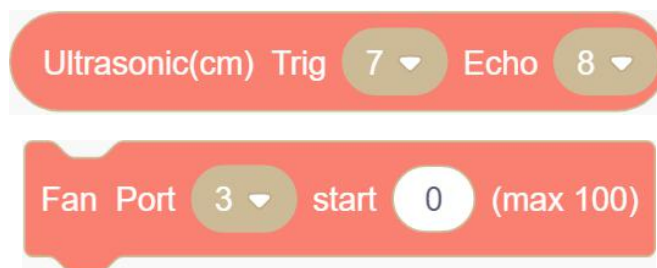 Ultrasonic(cm) Trig 7 Echo 8
Fan Port 3 start 0 (max 100)